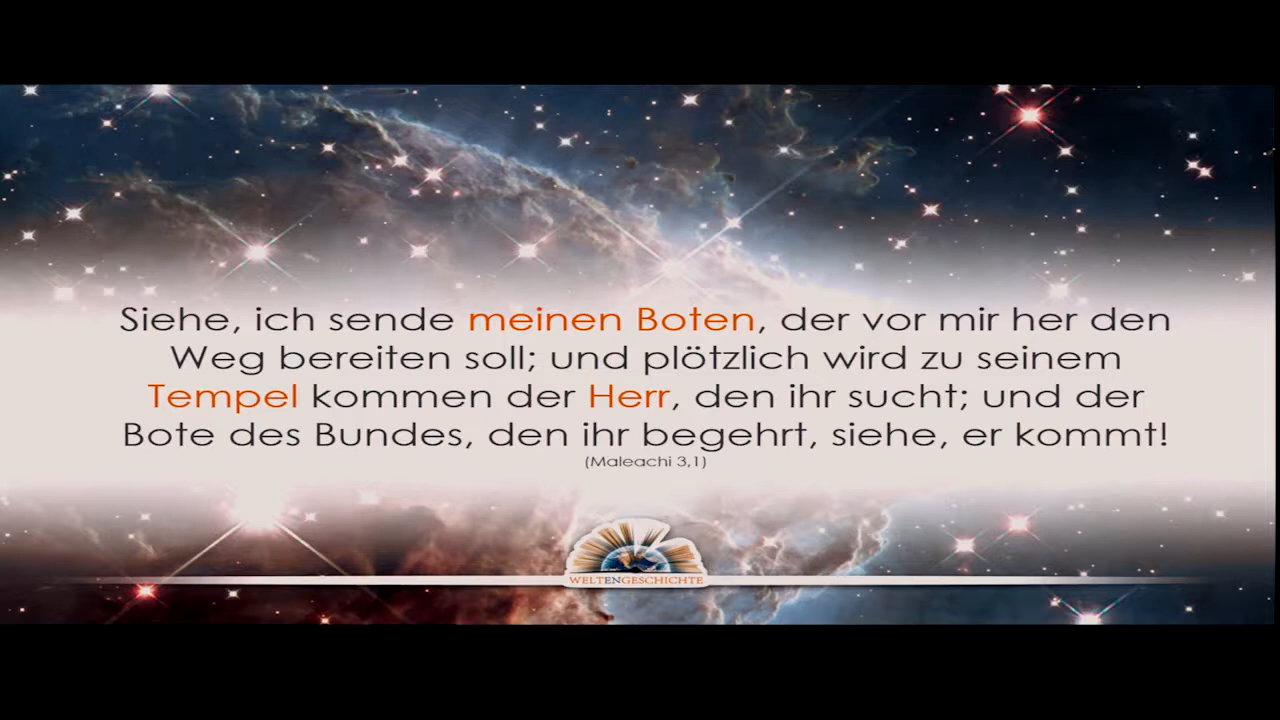 Siehe, ich sende meinen Boten, der vor mir her den
Weg bereiten soll; und plötzlich wird zu seinem
Tempel kommen der Herr, den ihr sucht; und der
Bote des Bundes, den ihr begehrt, siehe, er kommt!
(Maleachi 3,1)
WELTENGESCHICHTE